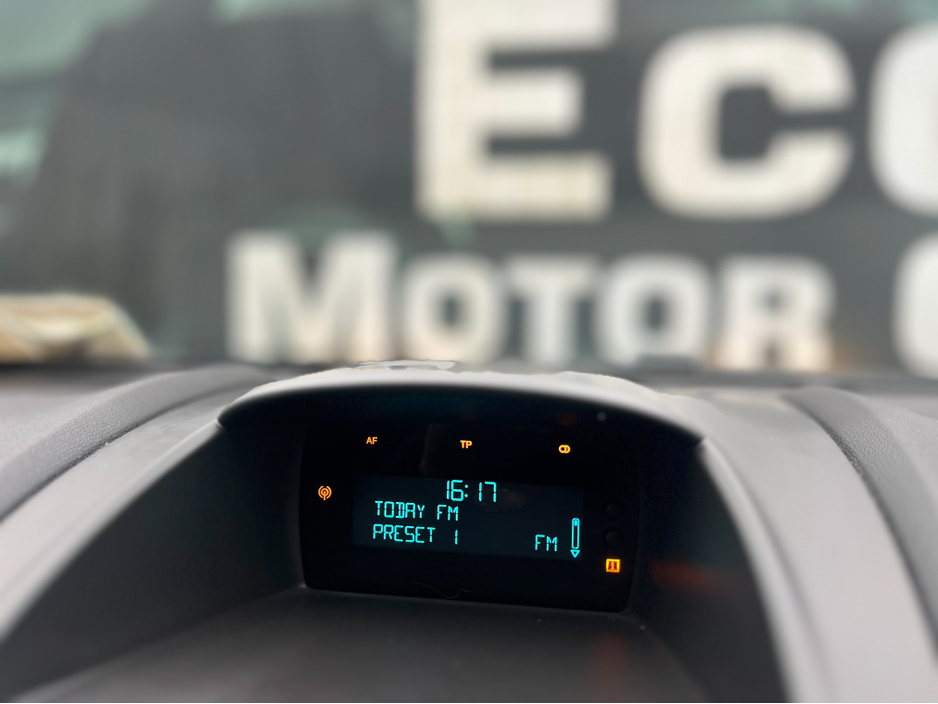 Eco
Motor
AF TP
16:17
TODAY FM
PRESET 1 FM